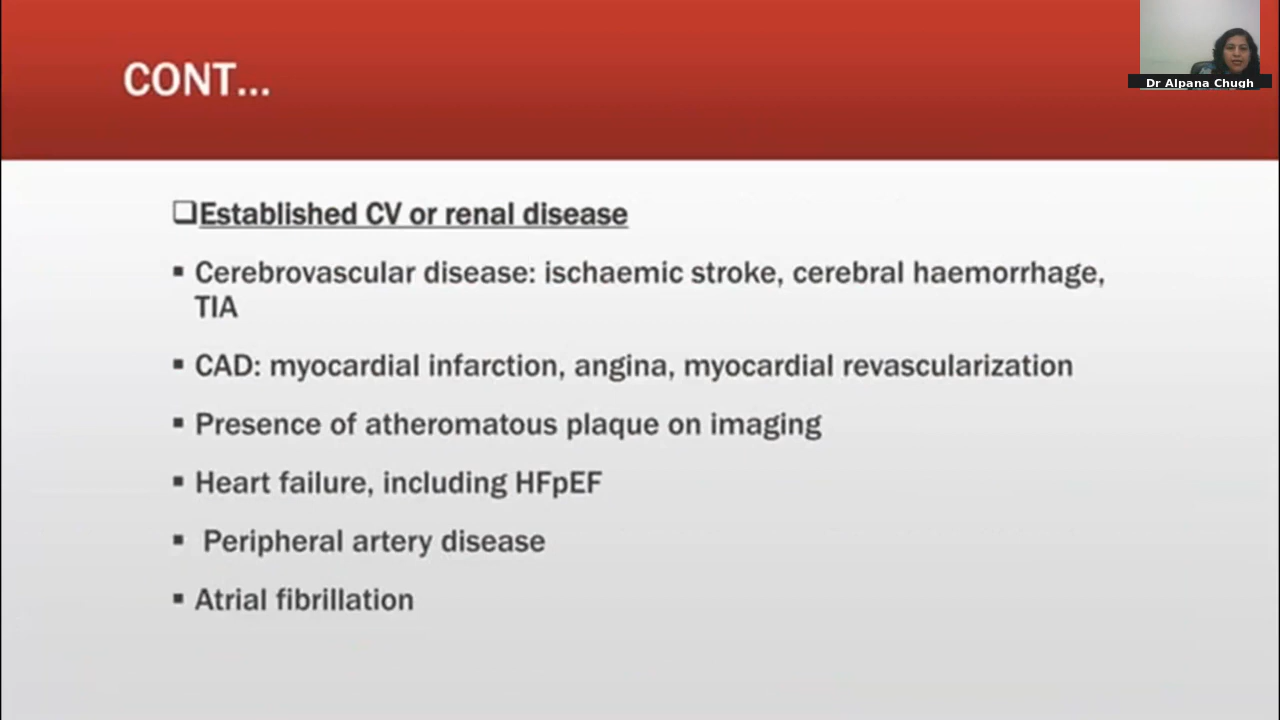 CONT...
Dr Alpana Chugh
❑Established CV or renal disease
▪ Cerebrovascular disease: ischaemic stroke, cerebral haemorrhage,
TIA
▪ CAD: myocardial infarction, angina, myocardial revascularization
▪ Presence of atheromatous plaque on imaging
▪ Heart failure, including HFpEF
▪ Peripheral artery disease
▪ Atrial fibrillation